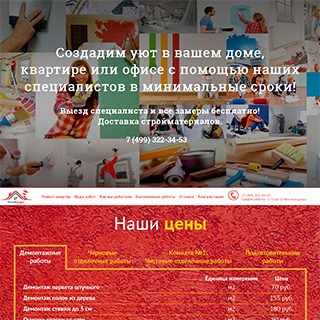 Создадим уют в вашем доме,
квартире или офисе с помощью наших
специалистов в минимальные сроки!
Выезд специалиста и все замеры бесплатно!
Доставка стройматериалов.
7 (499) 322-34-53
Ремонт квартир Виды работ Как мы работаем Выполненные работы Отзывы Консультация
Наши цены
Демонтажные работы
Черновые отделочные работы
Комната №1. Чистовые отделочные работы
Подготовительные работы
Единица измерения Цена
Демонтаж паркета штучного м2 70 руб.
Демонтаж полов из дерева м2 155 руб.
Демонтаж стяжки до 3 см м2 180 руб.